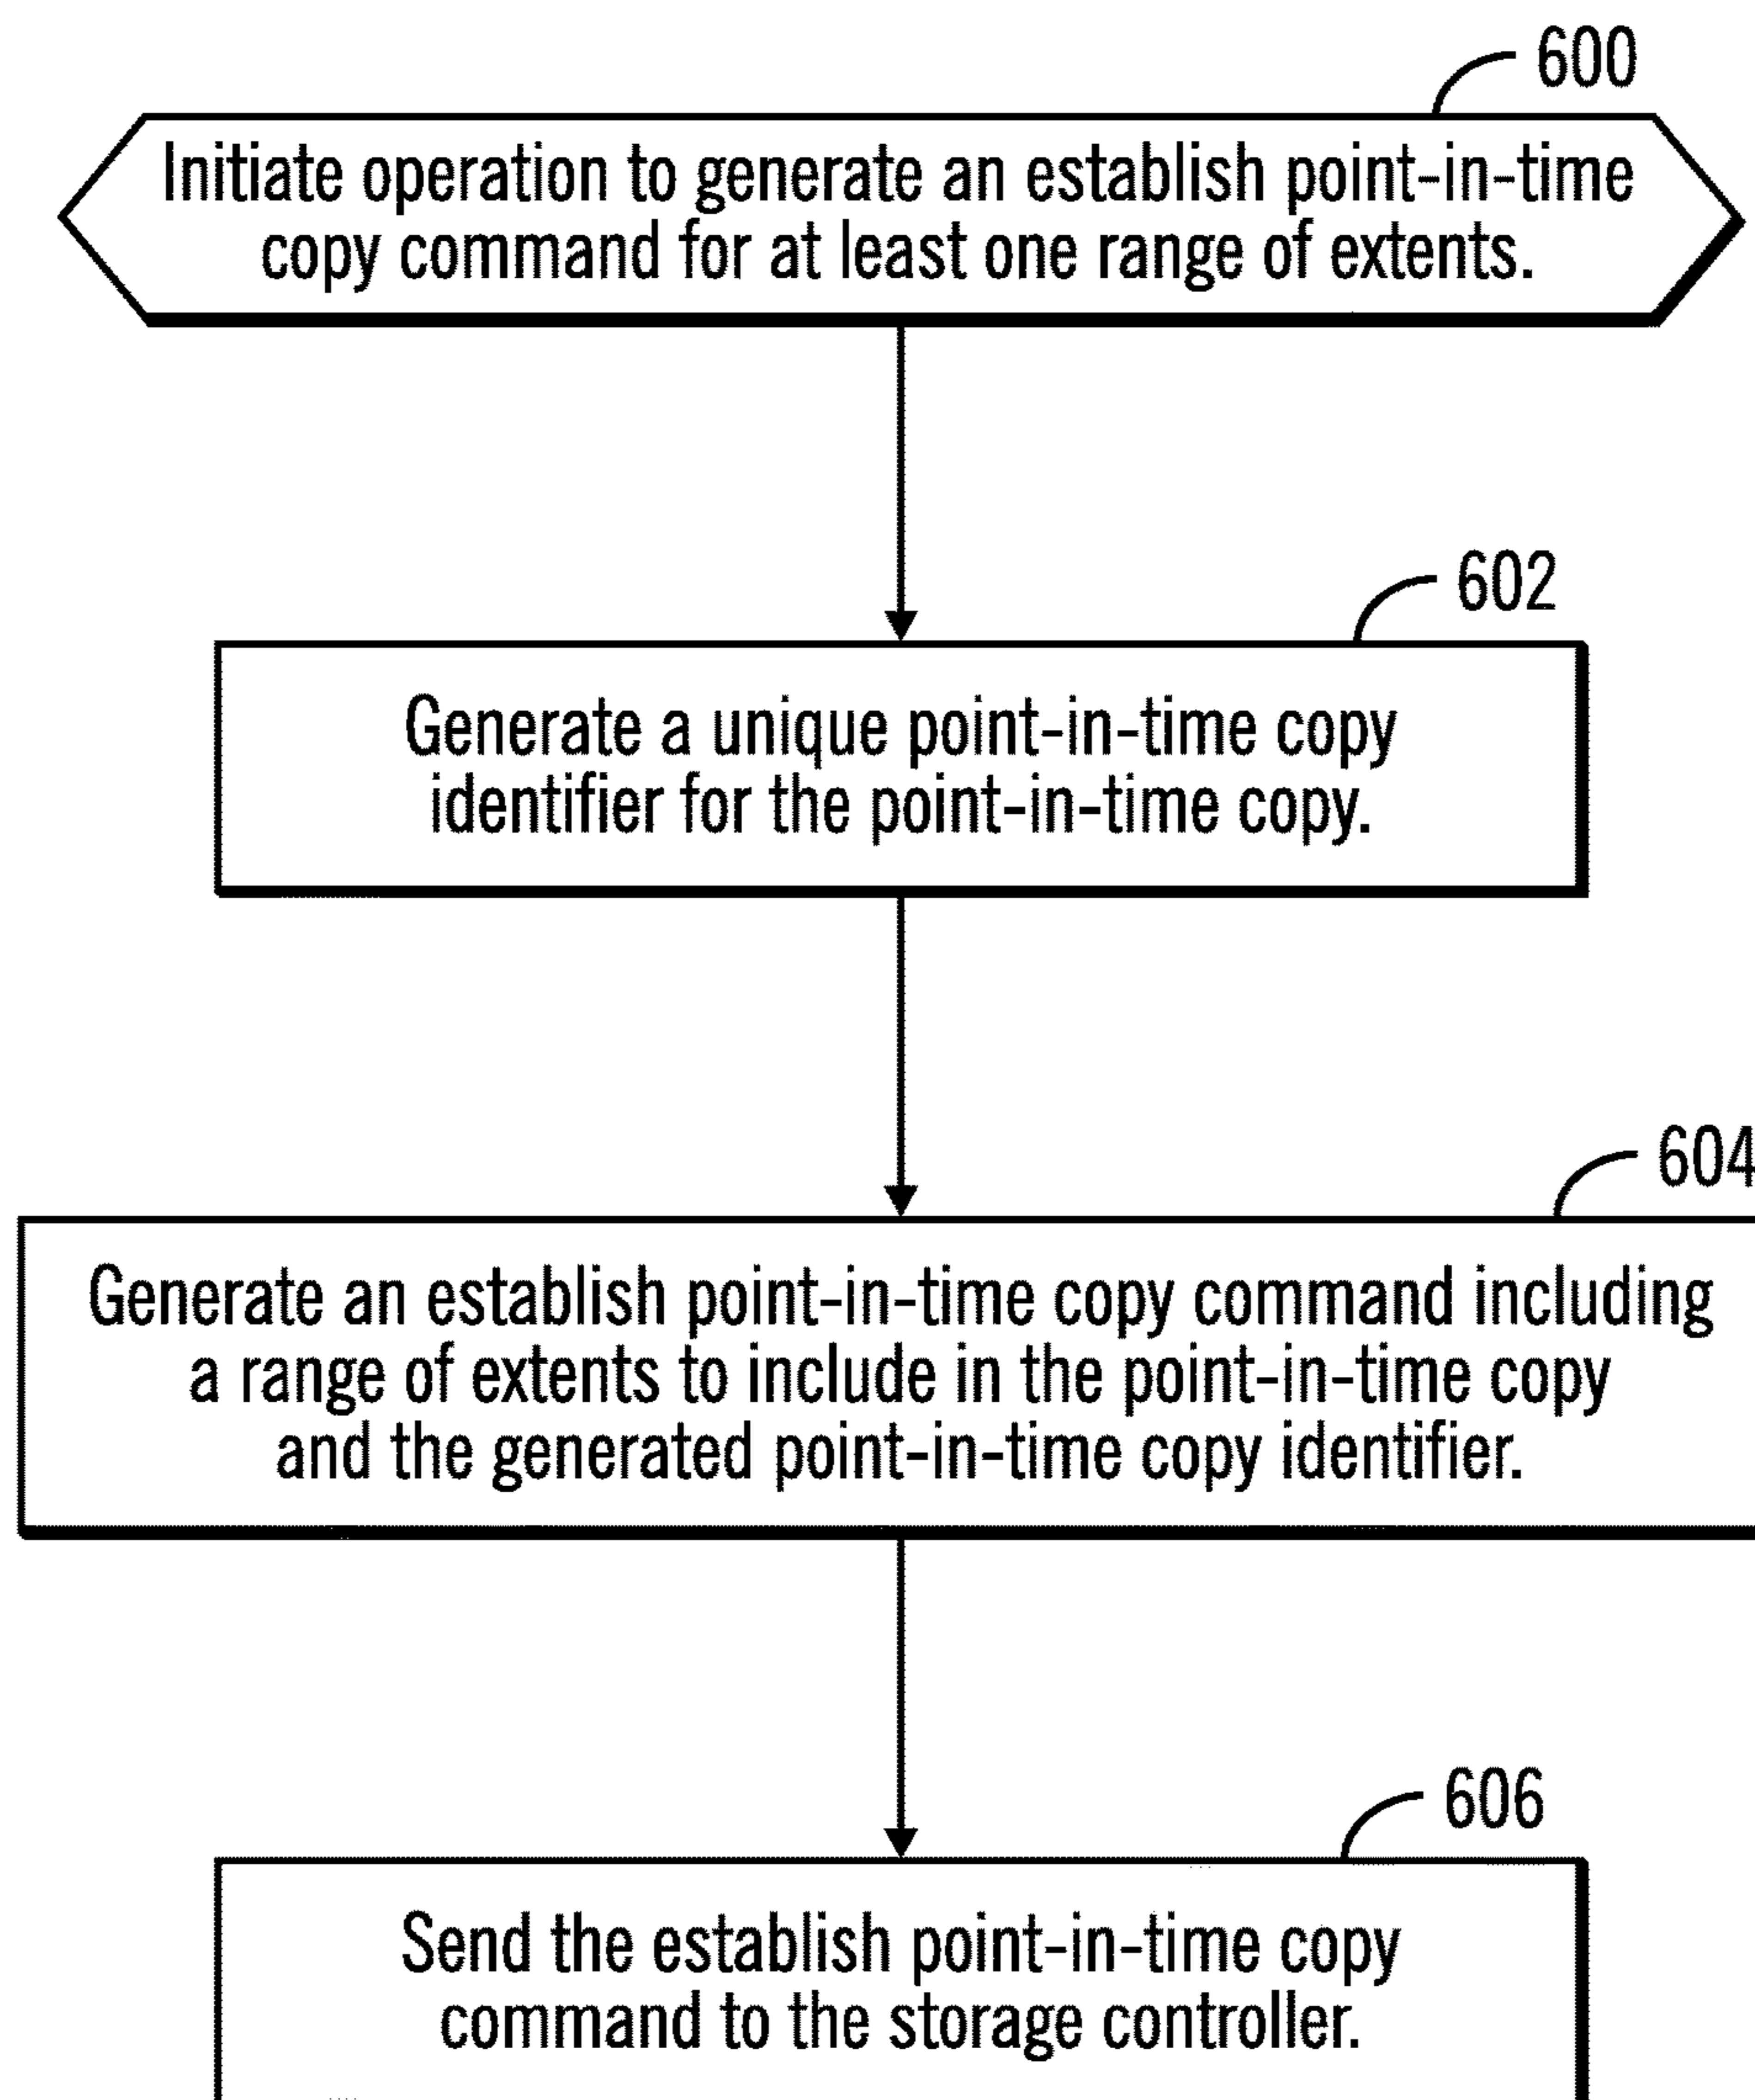 600
Initiate operation to generate an establish point-in-time
copy command for at least one range of extents.
602
Generate a unique point-in-time copy
identifier for the point-in-time copy.
604
Generate an establish point-in-time copy command including
a range of extents to include in the point-in-time copy
and the generated point-in-time copy identifier.
606
Send the establish point-in-time copy
command to the storage controller.